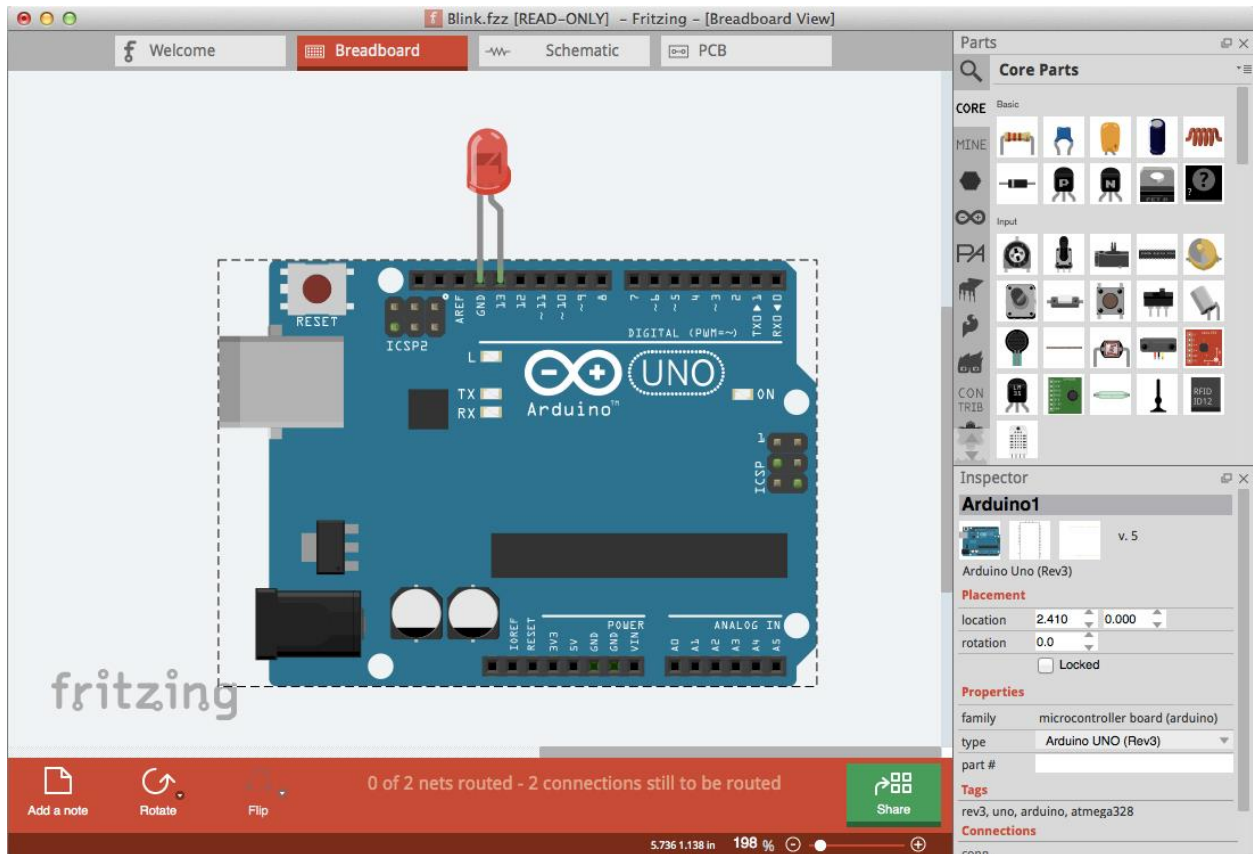 Blink.fzz [READ-ONLY] - Fritzing - [Breadboard View]
Welcome
Breadboard
Schematic
PCB
RESET
ICSP2
AREF
GND
13
12
~11
~10
~9
8
7
~6
~5
4
~3
2
TX0▶1
RX0◀0
DIGITAL (PWM=~)
L
TX
RX
Arduino™
UNO
ON
1
ICSP
IOREF
RESET
3V3
5V
GND
GND
VIN
POWER
ANALOG IN
A0
A1
A2
A3
A4
A5
fritzing
Add a note
Rotate
Flip
0 of 2 nets routed - 2 connections still to be routed
Share
5.736 1.138 in 198 %
Parts
Core Parts
CORE
MINE
PA
CON
TRIB
Basic
P
N
?
Input
RFID
ID12
Inspector
Arduino1
v. 5
Arduino Uno (Rev3)
Placement
location 2.410 0.000
rotation 0.0
Locked
Properties
family microcontroller board (arduino)
type Arduino UNO (Rev3)
part #
Tags
rev3, uno, arduino, atmega328
Connections
conn